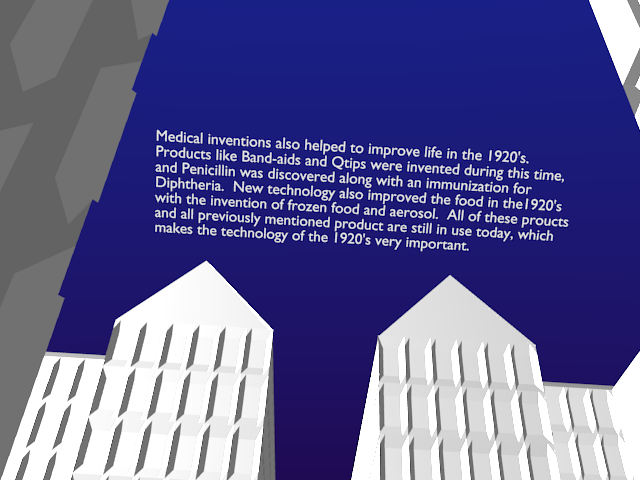 Medical inventions also helped to improve life in the 1920's.
Products like Band-aids and Qtips were invented during this time,
and Penicillin was discovered along with an immunization for
Diphtheria.  New technology also improved the food in the1920's
with the invention of frozen food and aerosol.  All of these proucts
and all previously mentioned product are still in use today, which
makes the technology of the 1920's very important.